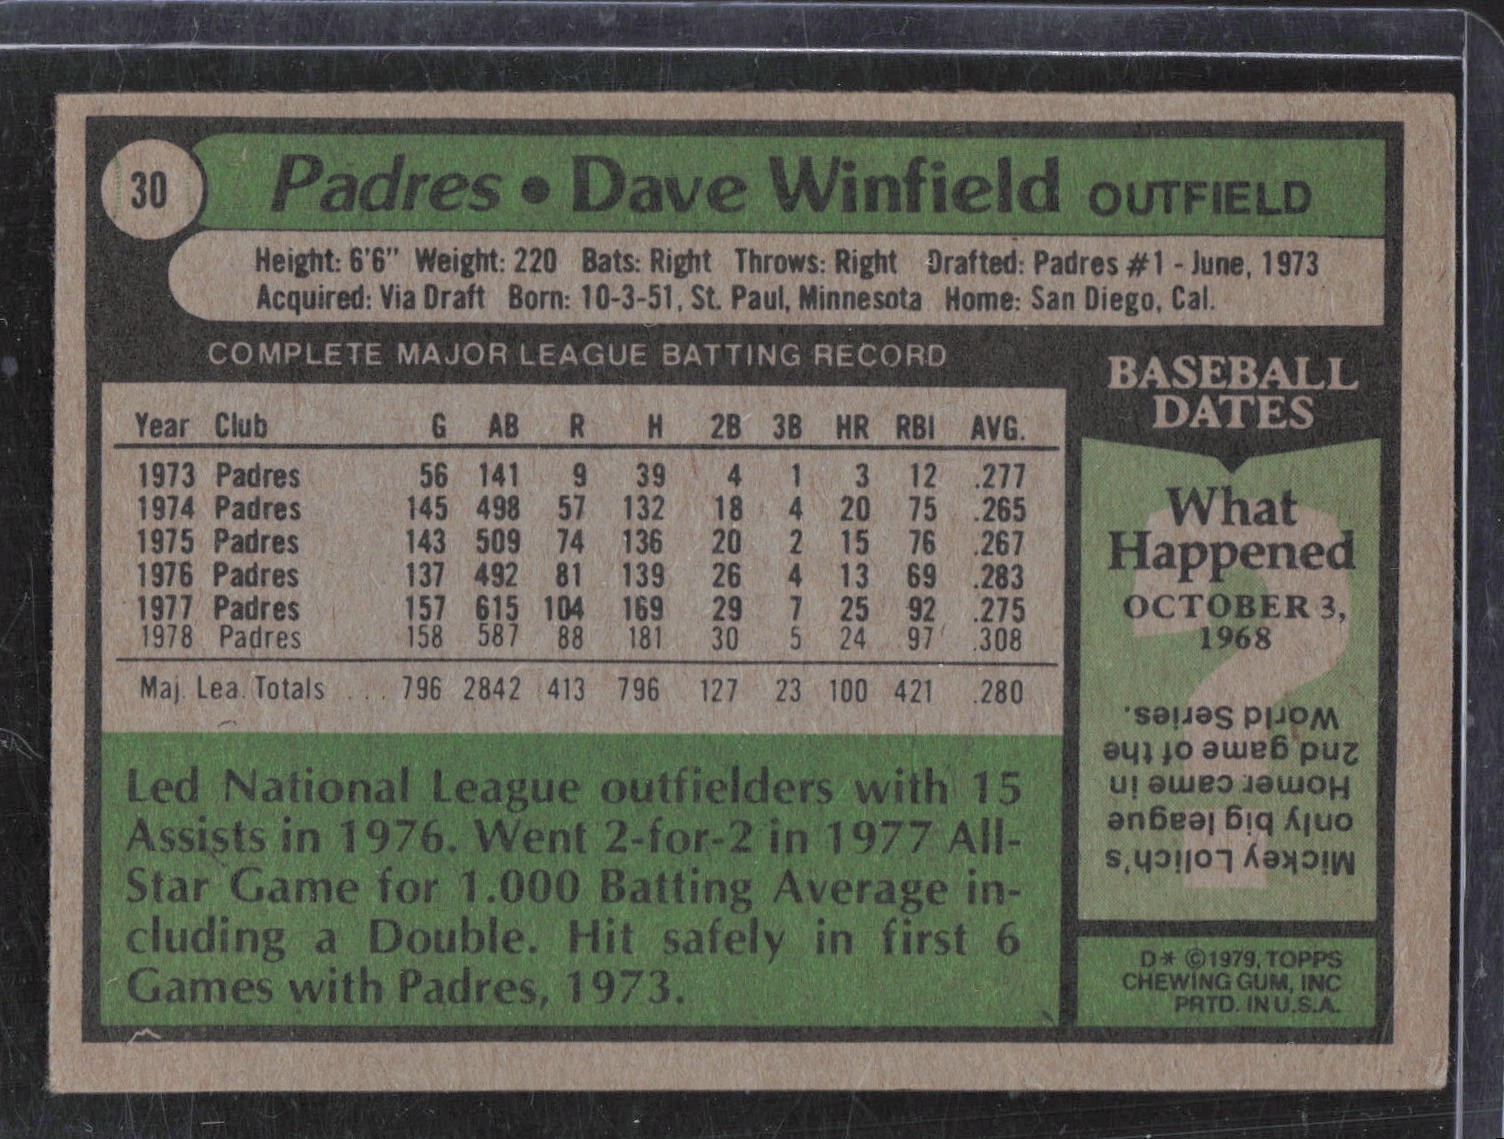 30
Padres • Dave Winfield OUTFIELD
Height: 6'6" Weight: 220 Bats: Right Throws: Right Drafted: Padres #1 - June, 1973
Acquired: Via Draft Born: 10-3-51, St. Paul, Minnesota Home: San Diego, Cal.
COMPLETE MAJOR LEAGUE BATTING RECORD
Year Club G AB R H 2B 3B HR RBI AVG.
1973 Padres 56 141 9 39 4 1 3 12 .277
1974 Padres 145 498 57 132 18 4 20 75 .265
1975 Padres 143 509 74 136 20 2 15 76 .267
1976 Padres 137 492 81 139 26 4 13 69 .283
1977 Padres 157 615 104 169 29 7 25 92 .275
1978 Padres 158 587 88 181 30 5 24 97 .308
Maj. Lea. Totals ... 796 2842 413 796 127 23 100 421 .280
Led National League outfielders with 15
Assists in 1976. Went 2-for-2 in 1977 All-
Star Game for 1.000 Batting Average in-
cluding a Double. Hit safely in first 6
Games with Padres, 1973.
BASEBALL
DATES
What
Happened
OCTOBER 3,
1968
?
Mickey Lolich's
only big league
Homer came in
2nd game of the
World Series.
D* ©1979, TOPPS
CHEWING GUM, INC
PRTD. IN U.S.A.